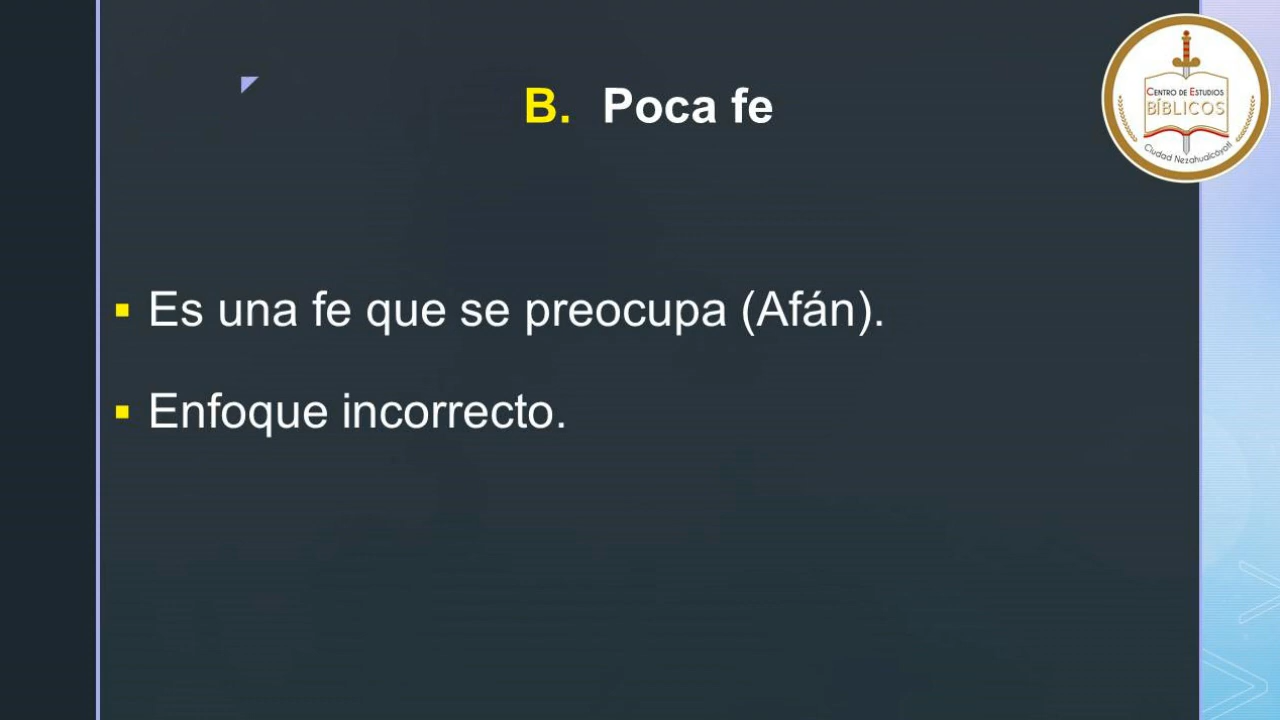 B. Poca fe
CENTRO DE ESTUDIOS
BÍBLICOS
Ciudad Nezahualcóyotl
▪ Es una fe que se preocupa (Afán).
▪ Enfoque incorrecto.